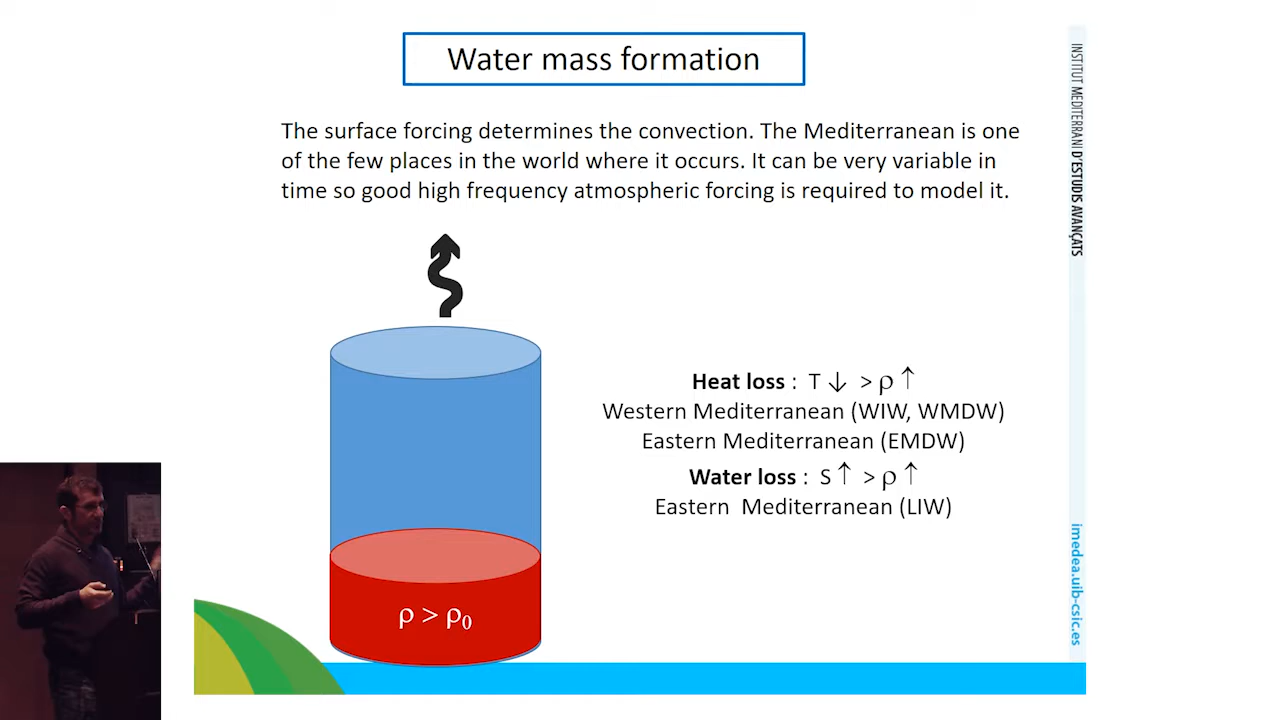 Water mass formation
The surface forcing determines the convection. The Mediterranean is one
of the few places in the world where it occurs. It can be very variable in
time so good high frequency atmospheric forcing is required to model it.
Heat loss : T ↓ > ρ ↑
Western Mediterranean (WIW, WMDW)
Eastern Mediterranean (EMDW)
Water loss : S ↑ > ρ ↑
Eastern Mediterranean (LIW)
ρ > ρ₀
INSTITUT MEDITERRANI D'ESTUDIS AVANÇATS
imedea.uib-csic.es